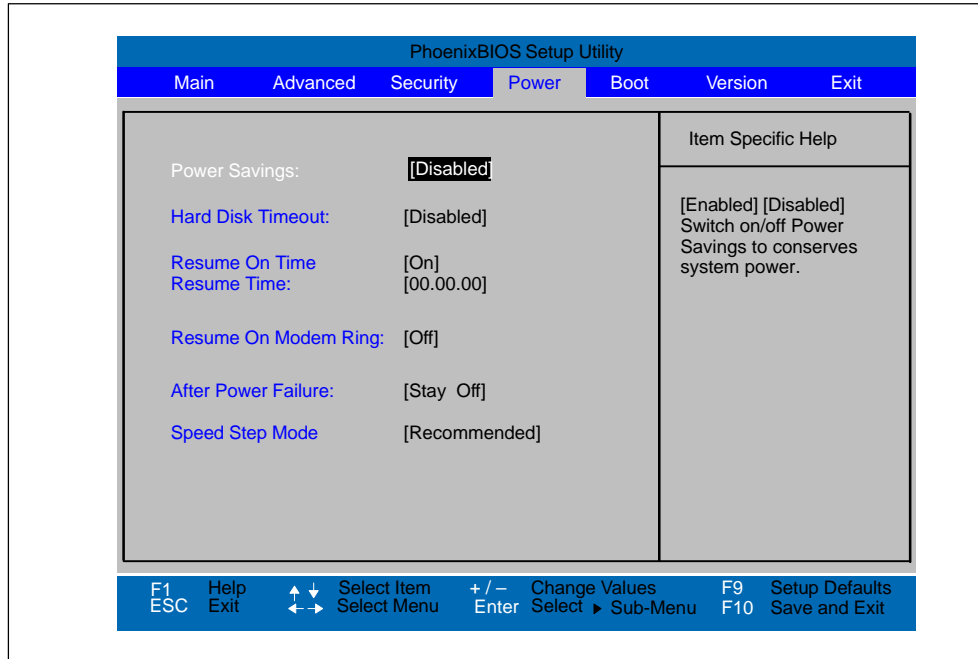 PhoenixBIOS Setup Utility
Main Advanced Security Power Boot Version Exit
Item Specific Help
Power Savings: [Disabled]
Hard Disk Timeout: [Disabled]
Resume On Time [On]
Resume Time: [00.00.00]
Resume On Modem Ring: [Off]
After Power Failure: [Stay Off]
Speed Step Mode [Recommended]
[Enabled] [Disabled]
Switch on/off Power
Savings to conserves
system power.
F1 Help Select Item + / – Change Values F9 Setup Defaults
ESC Exit Select Menu Enter Select Sub-Menu F10 Save and Exit